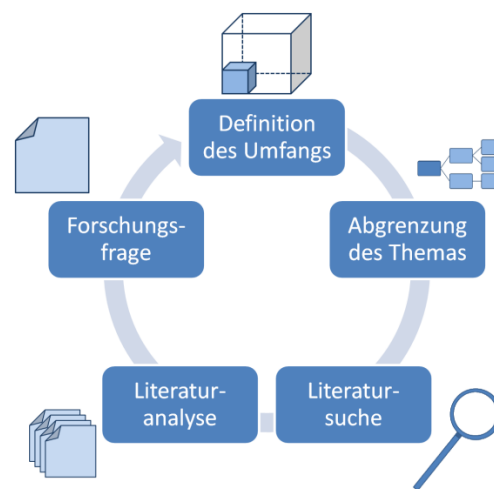 Definition
des Umfangs
Abgrenzung
des Themas
Literatur-
suche
Literatur-
analyse
Forschungs-
frage